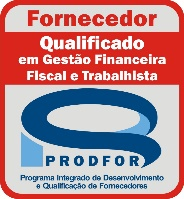 Fornecedor
Qualificado
em Gestão Financeira
Fiscal e Trabalhista
PRODFOR
Programa Integrado de Desenvolvimento
e Qualificação de Fornecedores